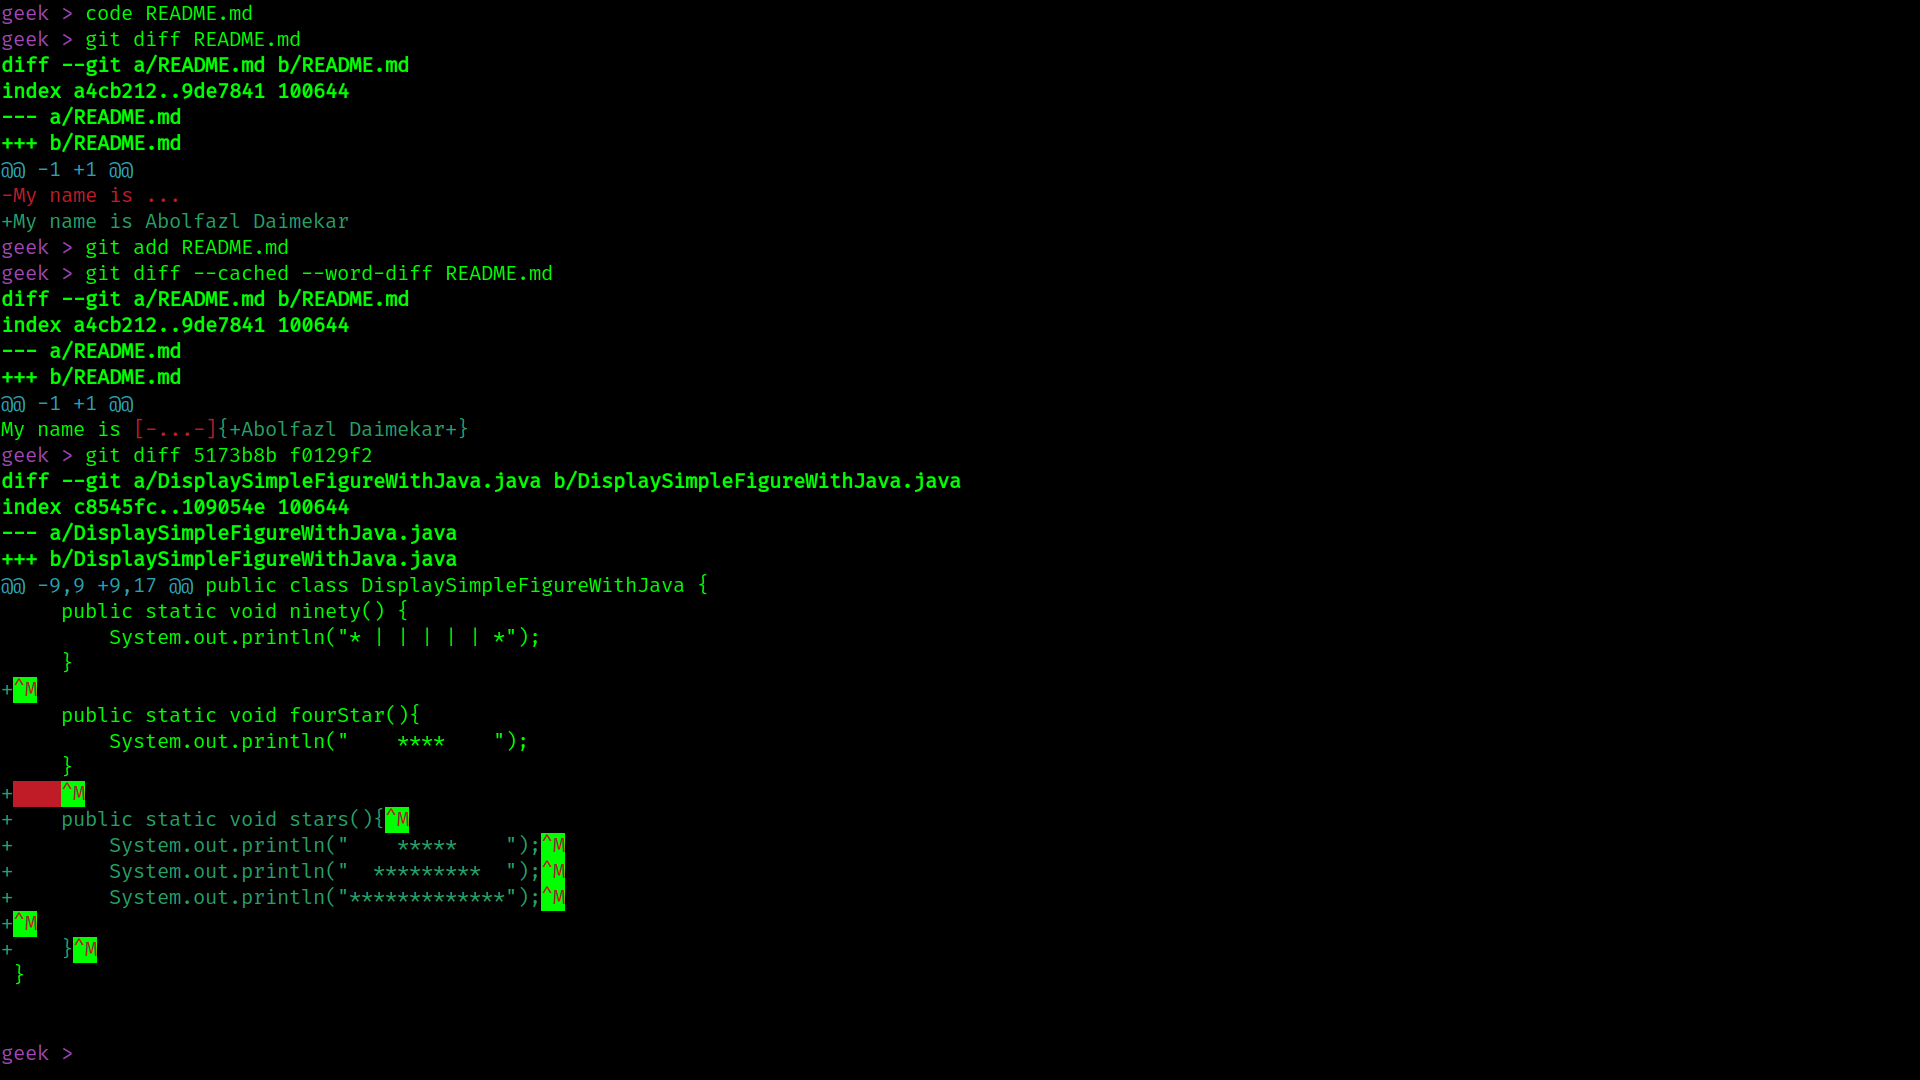 geek > code README.md
geek > git diff README.md
diff --git a/README.md b/README.md
index a4cb212..9de7841 100644
--- a/README.md
+++ b/README.md
@@ -1 +1 @@
-My name is ...
+My name is Abolfazl Daimekar
geek > git add README.md
geek > git diff --cached --word-diff README.md
diff --git a/README.md b/README.md
index a4cb212..9de7841 100644
--- a/README.md
+++ b/README.md
@@ -1 +1 @@
My name is [-...-]{+Abolfazl Daimekar+}
geek > git diff 5173b8b f0129f2
diff --git a/DisplaySimpleFigureWithJava.java b/DisplaySimpleFigureWithJava.java
index c8545fc..109054e 100644
--- a/DisplaySimpleFigureWithJava.java
+++ b/DisplaySimpleFigureWithJava.java
@@ -9,9 +9,17 @@ public class DisplaySimpleFigureWithJava {
     public static void ninety() {
         System.out.println("* | | | | | *");
     }
+^M
     public static void fourStar(){
         System.out.println("    ****    ");
     }
+    ^M
+    public static void stars(){^M
+        System.out.println("    *****    ");^M
+        System.out.println("  *********  ");^M
+        System.out.println("*************");^M
+^M
+    }^M
 }
geek >